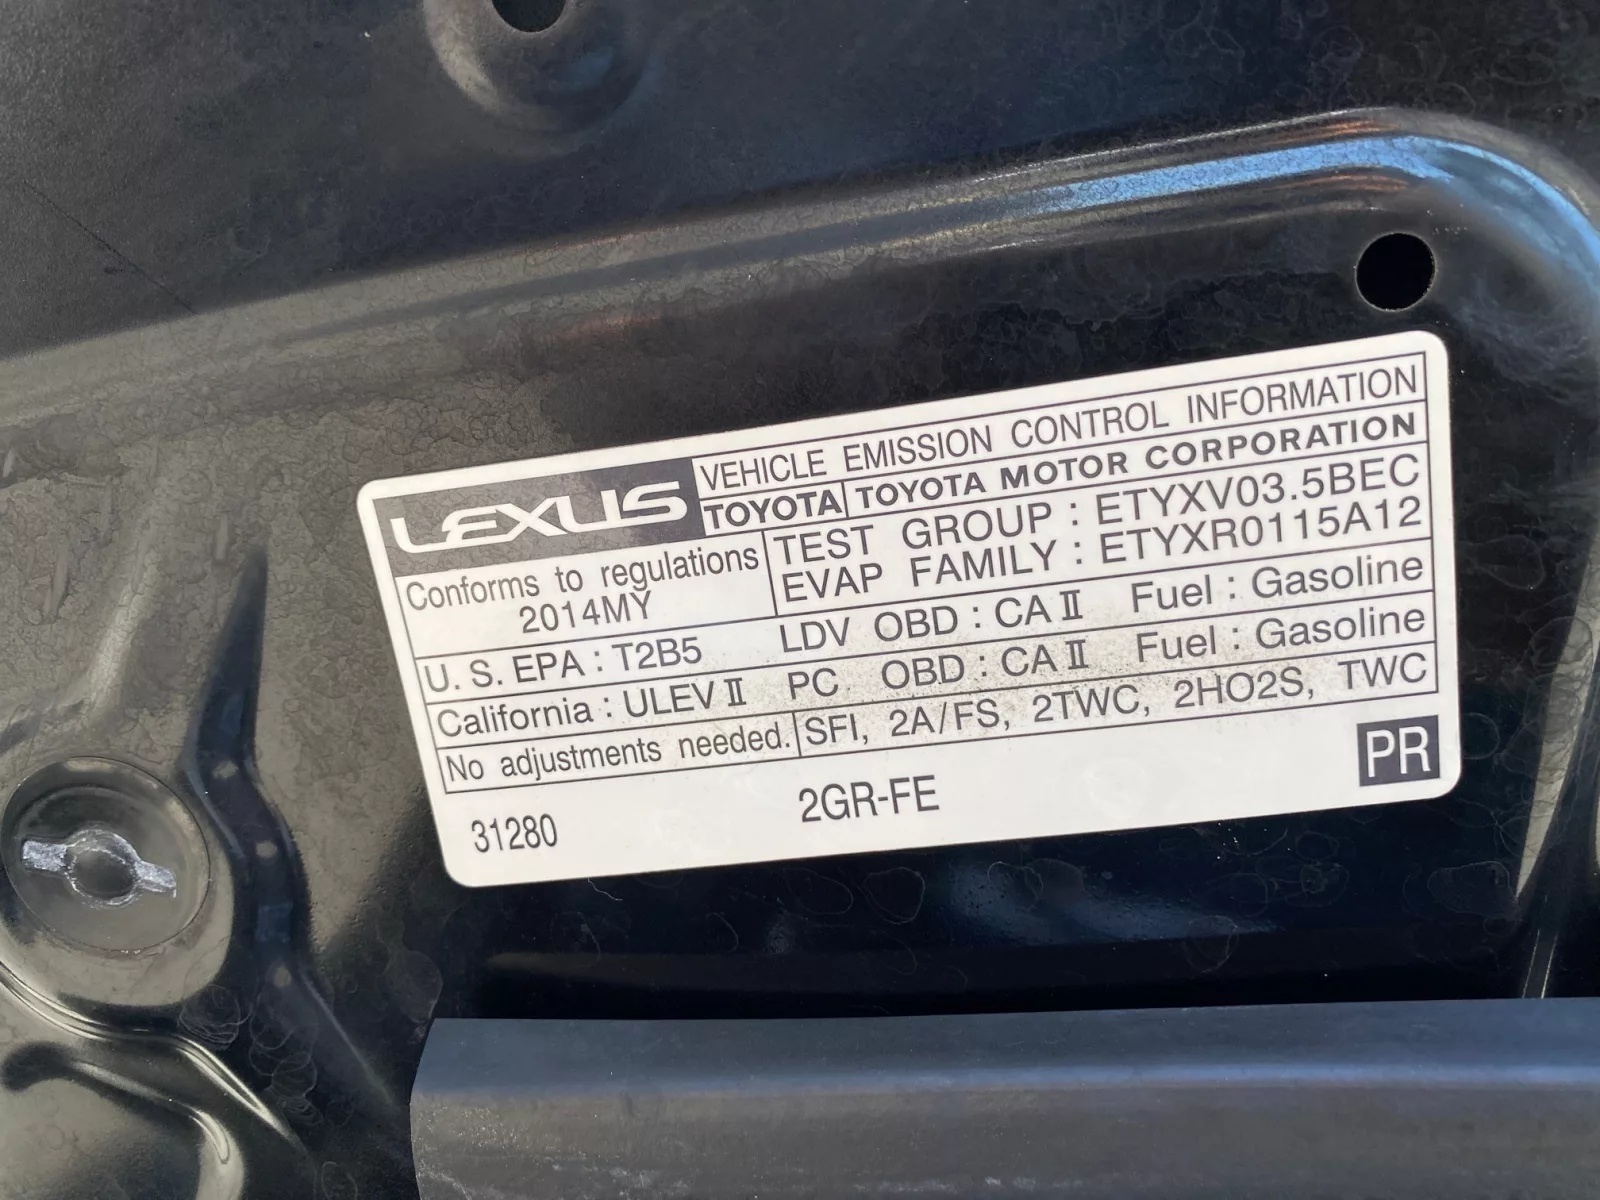 LEXUS
VEHICLE EMISSION CONTROL INFORMATION
TOYOTA TOYOTA MOTOR CORPORATION
Conforms to regulations
2014MY
TEST GROUP : ETYXV03.5BEC
EVAP FAMILY : ETYXR0115A12
U. S. EPA : T2B5 LDV OBD : CA II Fuel : Gasoline
California : ULEV II PC OBD : CA II Fuel : Gasoline
No adjustments needed. SFI, 2A/FS, 2TWC, 2HO2S, TWC
31280 2GR-FE PR